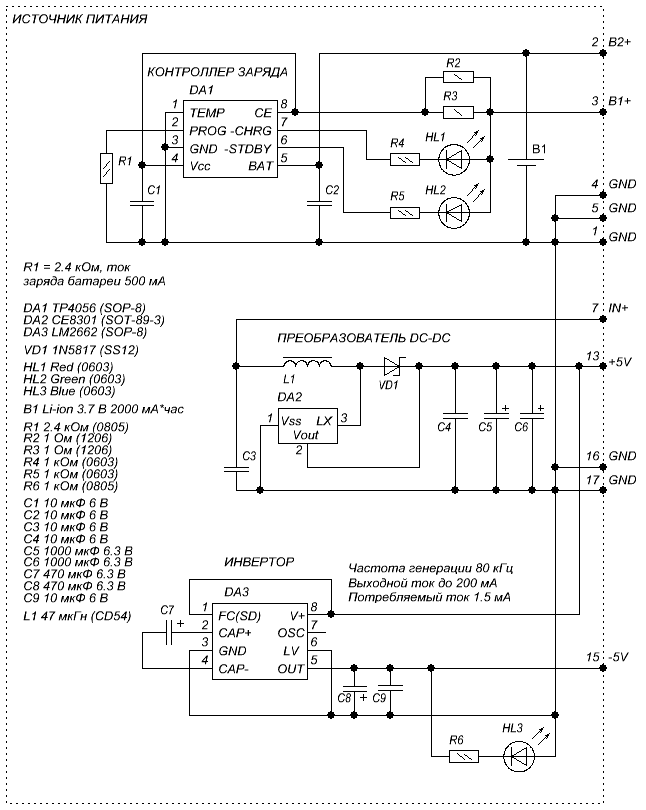 ИСТОЧНИК ПИТАНИЯ
2 B2+
КОНТРОЛЛЕР ЗАРЯДА
DA1
R2
R3
3 B1+
1 TEMP CE 8
2 PROG -CHRG 7
3 GND -STDBY 6
4 Vcc BAT 5
R1
C1
C2
R4
HL1
R5
HL2
B1
4 GND
5 GND
1 GND
R1 = 2.4 кОм, ток
заряда батареи 500 мА
DA1 TP4056 (SOP-8)
DA2 CE8301 (SOT-89-3)
DA3 LM2662 (SOP-8)
VD1 1N5817 (SS12)
HL1 Red (0603)
HL2 Green (0603)
HL3 Blue (0603)
B1 Li-ion 3.7 В 2000 мА*час
R1 2.4 кОм (0805)
R2 1 Ом (1206)
R3 1 Ом (1206)
R4 1 кОм (0603)
R5 1 кОм (0603)
R6 1 кОм (0805)
C1 10 мкФ 6 В
C2 10 мкФ 6 В
C3 10 мкФ 6 В
C4 10 мкФ 6 В
C5 1000 мкФ 6.3 В
C6 1000 мкФ 6.3 В
C7 470 мкФ 6.3 В
C8 470 мкФ 6.3 В
C9 10 мкФ 6 В
L1 47 мкГн (CD54)
7 IN+
ПРЕОБРАЗОВАТЕЛЬ DC-DC
13 +5V
L1
VD1
DA2
1 Vss LX 3
Vout
2
C3
C4
C5 +
C6 +
16 GND
17 GND
ИНВЕРТОР
Частота генерации 80 кГц
Выходной ток до 200 мА
Потребляемый ток 1.5 мА
DA3
C7 +
1 FC(SD) V+ 8
2 CAP+ OSC 7
3 GND LV 6
4 CAP- OUT 5
15 -5V
C8 +
C9
R6
HL3